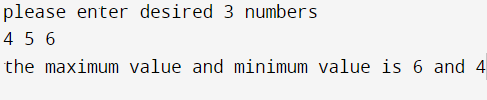 please enter desired 3 numbers
4 5 6
the maximum value and minimum value is 6 and 4